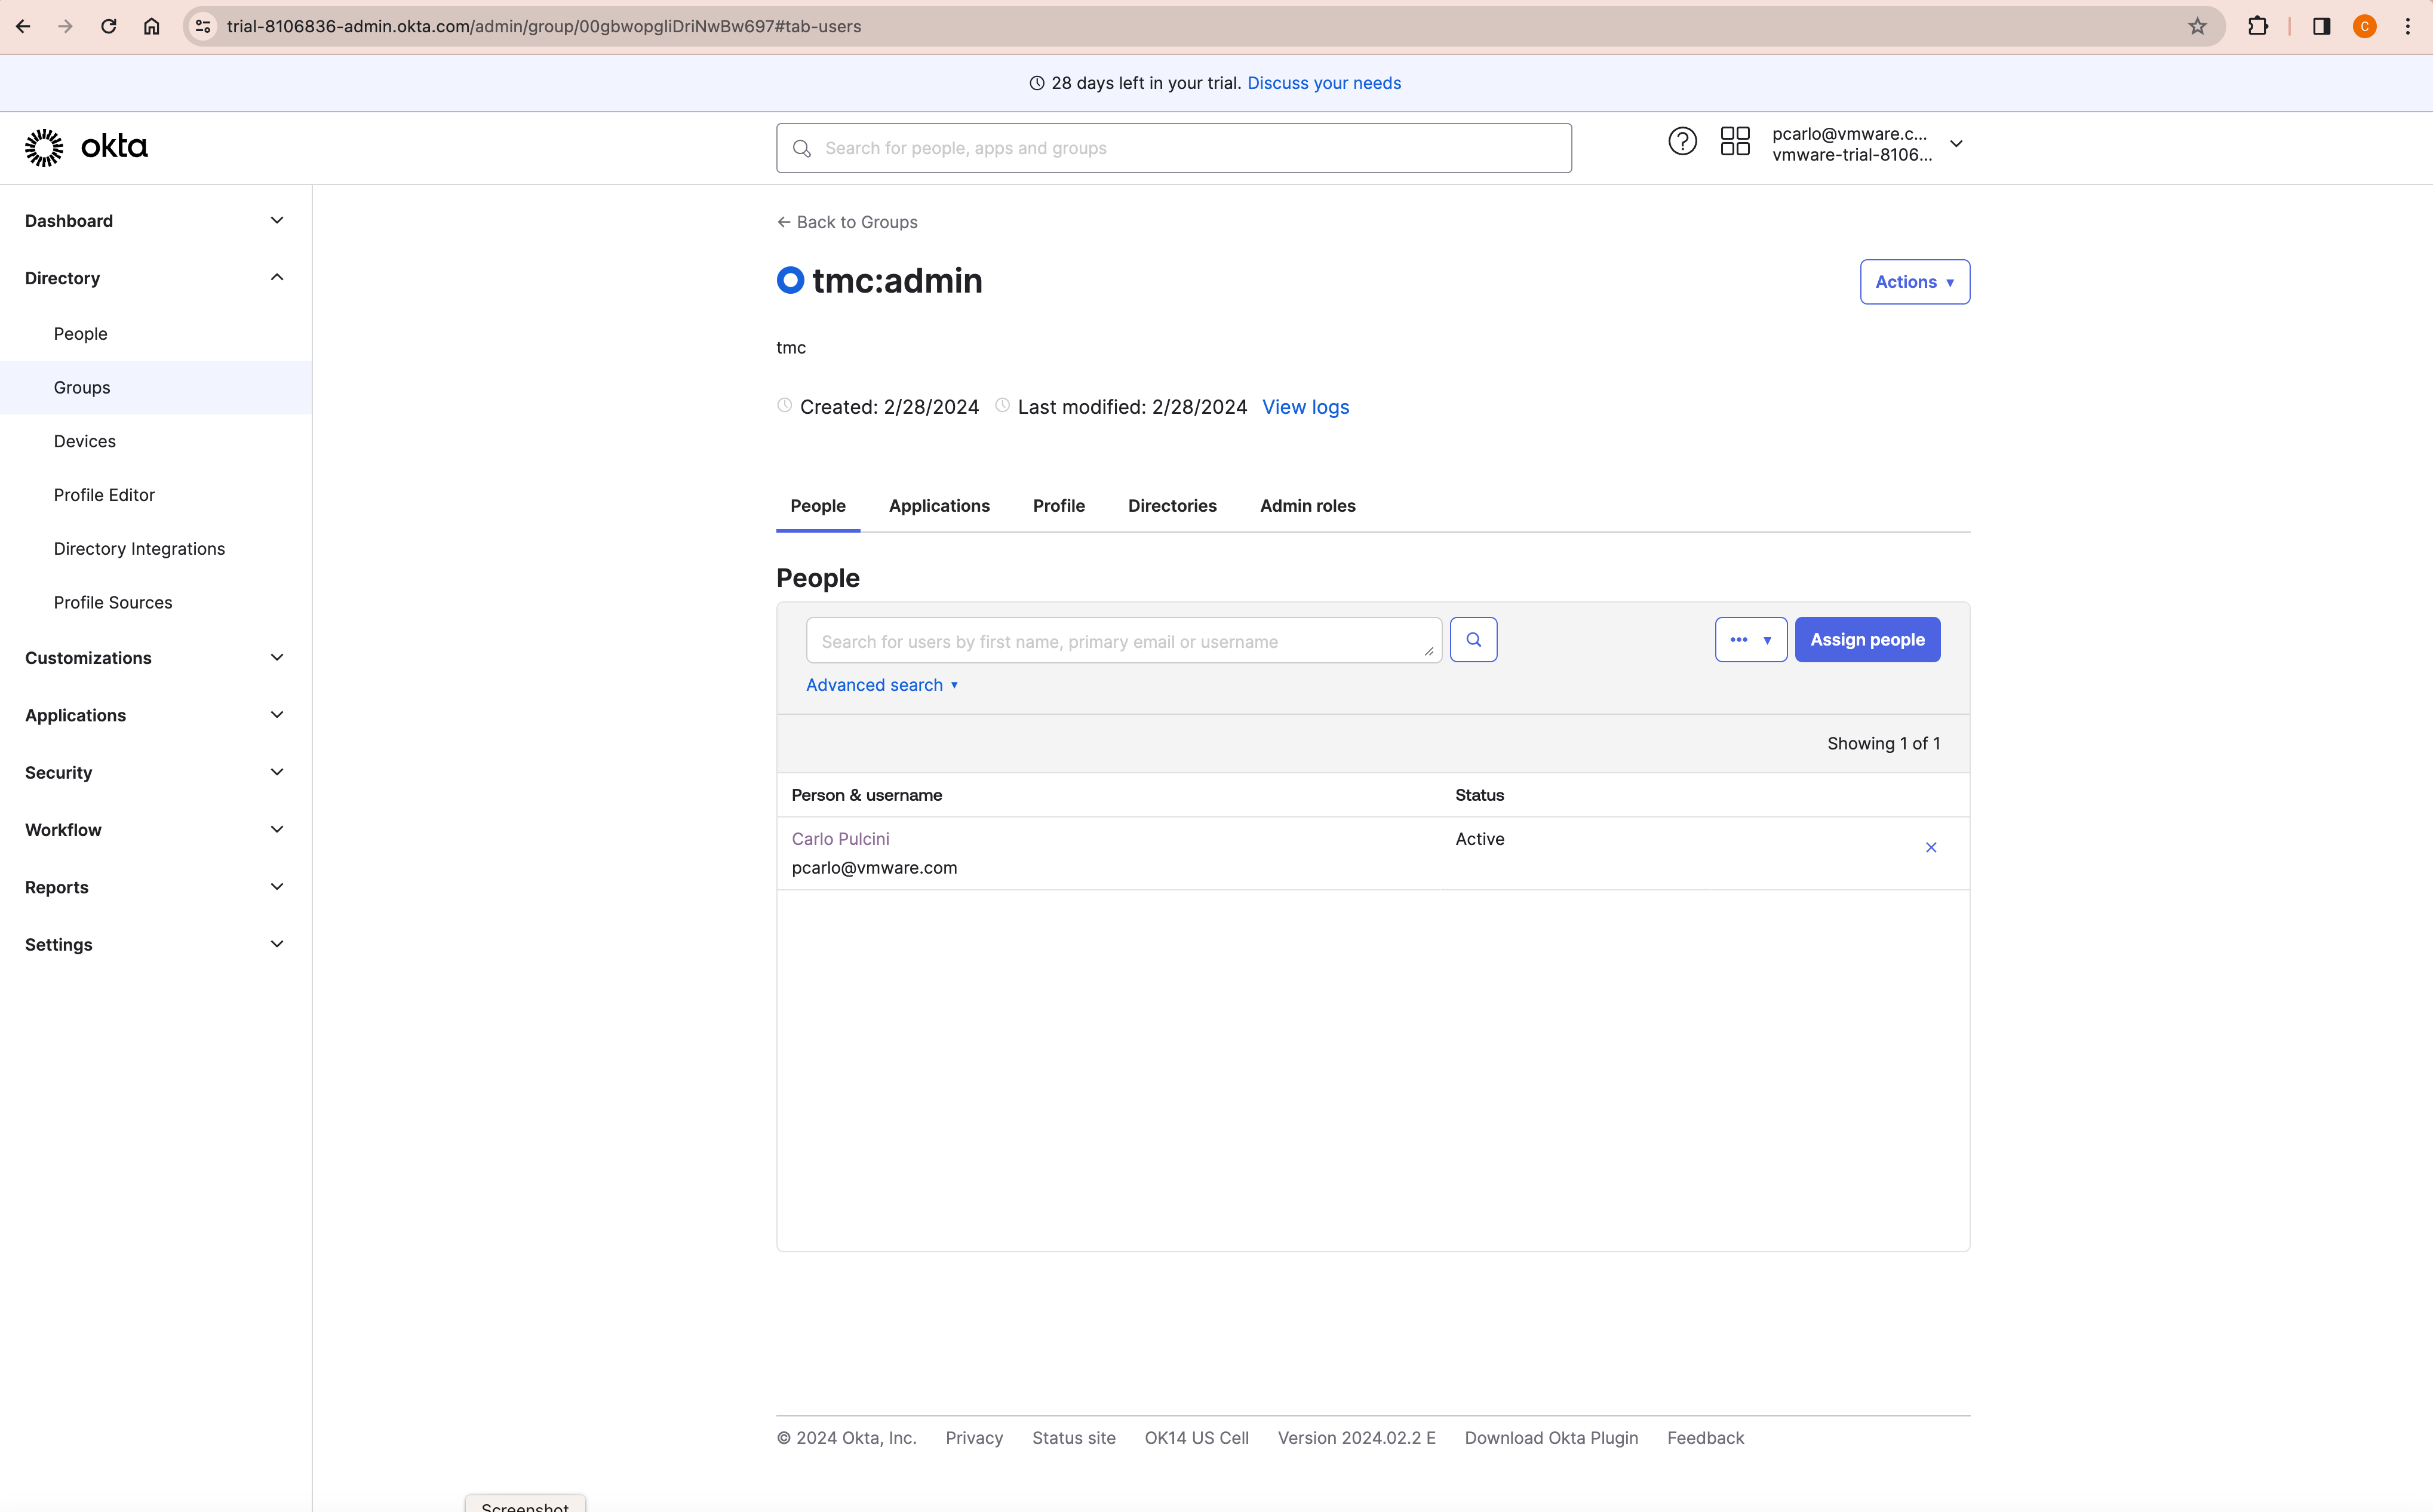 trial-8106836-admin.okta.com/admin/group/00gbwopgliDriNwBw697#tab-users
C
28 days left in your trial. Discuss your needs
okta
Search for people, apps and groups
pcarlo@vmware.c...
vmware-trial-8106...
Dashboard
Directory
People
Groups
Devices
Profile Editor
Directory Integrations
Profile Sources
Customizations
Applications
Security
Workflow
Reports
Settings
← Back to Groups
tmc:admin
Actions
tmc
Created: 2/28/2024 Last modified: 2/28/2024 View logs
People Applications Profile Directories Admin roles
People
Search for users by first name, primary email or username
Assign people
Advanced search
Showing 1 of 1
Person & username Status
Carlo Pulcini Active
pcarlo@vmware.com
© 2024 Okta, Inc. Privacy Status site OK14 US Cell Version 2024.02.2 E Download Okta Plugin Feedback
Screenshot